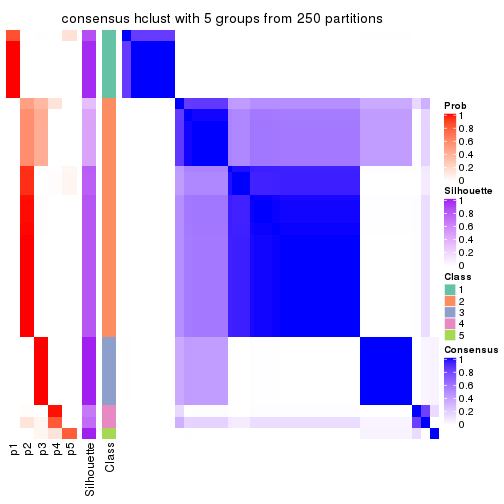 consensus hclust with 5 groups from 250 partitions
Prob
1
0.8
0.6
0.4
0.2
0
Silhouette
1
0.8
0.6
0.4
0.2
0
Class
1
2
3
4
5
Consensus
1
0.8
0.6
0.4
0.2
0
p1
p2
p3
p4
p5
Silhouette
Class